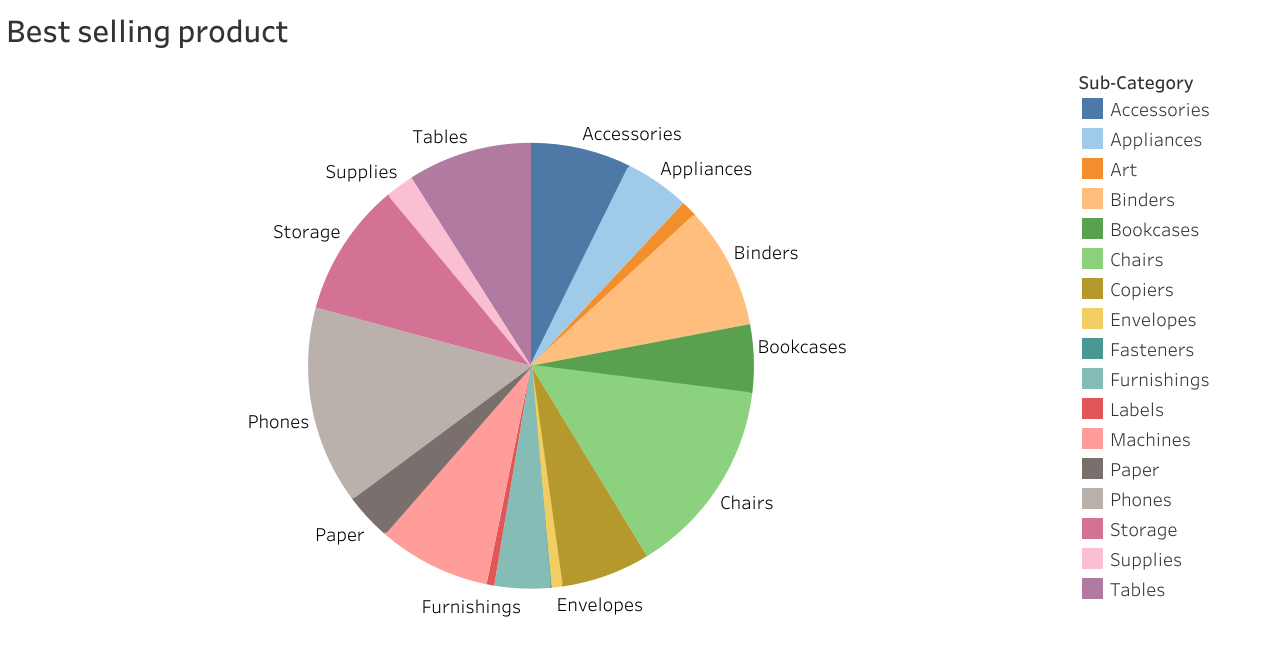 Best selling product
Sub-Category
Accessories
Appliances
Art
Binders
Bookcases
Chairs
Copiers
Envelopes
Fasteners
Furnishings
Labels
Machines
Paper
Phones
Storage
Supplies
Tables
Tables
Accessories
Supplies
Appliances
Storage
Binders
Bookcases
Phones
Chairs
Paper
Furnishings
Envelopes